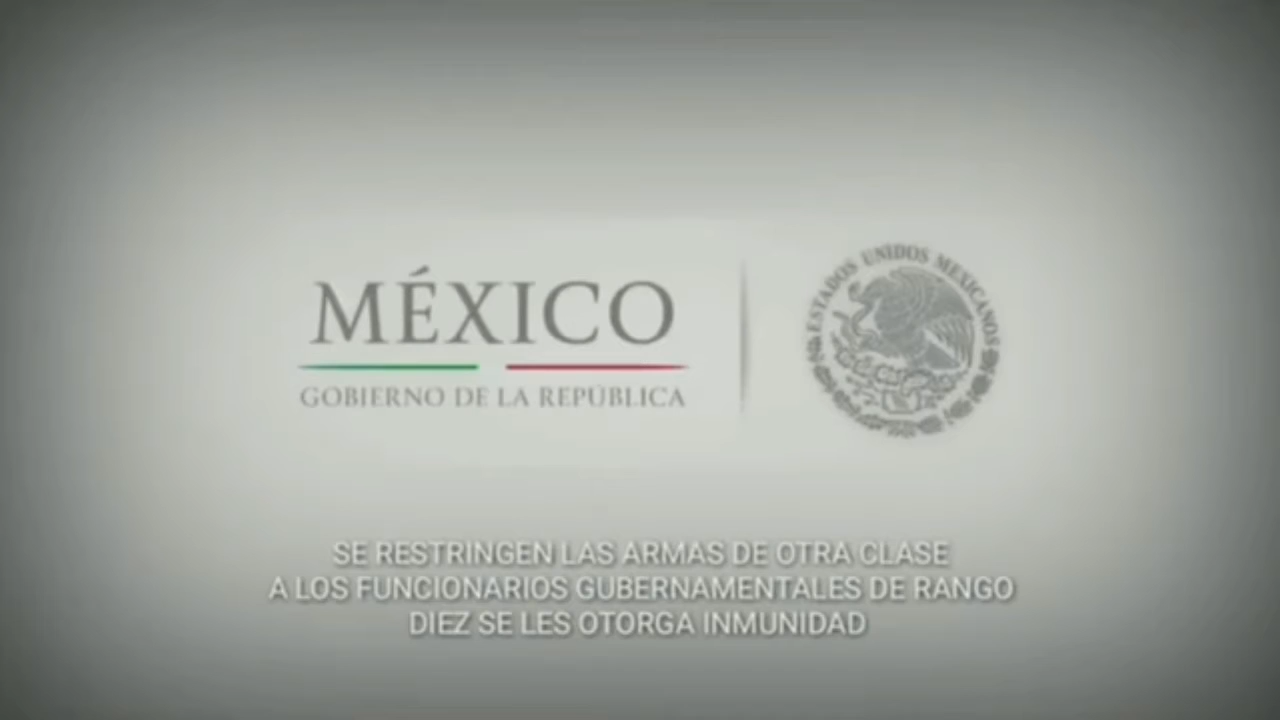 MÉXICO
GOBIERNO DE LA REPÚBLICA
ESTADOS UNIDOS MEXICANOS
SE RESTRINGEN LAS ARMAS DE OTRA CLASE
A LOS FUNCIONARIOS GUBERNAMENTALES DE RANGO
DIEZ SE LES OTORGA INMUNIDAD